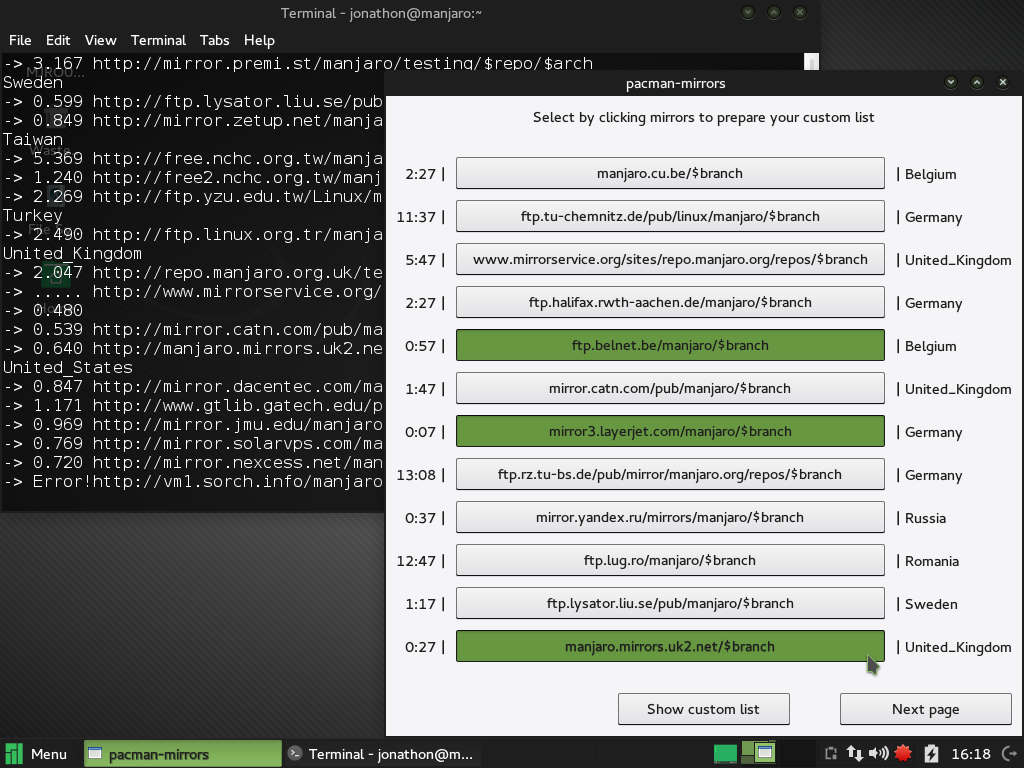 Terminal - jonathon@manjaro:~
File Edit View Terminal Tabs Help
-> 3.167 http://mirror.premi.st/manjaro/testing/$repo/$arch
Sweden
-> 0.599 http://ftp.lysator.liu.se/pub
-> 0.849 http://mirror.zetup.net/manja
Taiwan
-> 5.369 http://free.nchc.org.tw/manja
-> 1.240 http://free2.nchc.org.tw/manj
-> 2.269 http://ftp.yzu.edu.tw/Linux/m
Turkey
-> 2.490 http://ftp.linux.org.tr/manja
United_Kingdom
-> 2.047 http://repo.manjaro.org.uk/te
-> ..... http://www.mirrorservice.org/
-> 0.480
-> 0.539 http://mirror.catn.com/pub/ma
-> 0.640 http://manjaro.mirrors.uk2.ne
United_States
-> 0.847 http://mirror.dacentec.com/ma
-> 1.171 http://www.gtlib.gatech.edu/p
-> 0.969 http://mirror.jmu.edu/manjaro
-> 0.769 http://mirror.solarvps.com/ma
-> 0.720 http://mirror.nexcess.net/man
-> Error!http://vm1.sorch.info/manjaro
pacman-mirrors
Select by clicking mirrors to prepare your custom list
2:27 | manjaro.cu.be/$branch | Belgium
11:37 | ftp.tu-chemnitz.de/pub/linux/manjaro/$branch | Germany
5:47 | www.mirrorservice.org/sites/repo.manjaro.org/repos/$branch | United_Kingdom
2:27 | ftp.halifax.rwth-aachen.de/manjaro/$branch | Germany
0:57 | ftp.belnet.be/manjaro/$branch | Belgium
1:47 | mirror.catn.com/pub/manjaro/$branch | United_Kingdom
0:07 | mirror3.layerjet.com/manjaro/$branch | Germany
13:08 | ftp.rz.tu-bs.de/pub/mirror/manjaro.org/repos/$branch | Germany
0:37 | mirror.yandex.ru/mirrors/manjaro/$branch | Russia
12:47 | ftp.lug.ro/manjaro/$branch | Romania
1:17 | ftp.lysator.liu.se/pub/manjaro/$branch | Sweden
0:27 | manjaro.mirrors.uk2.net/$branch | United_Kingdom
Show custom list Next page
Menu pacman-mirrors Terminal - jonathon@m... 16:18